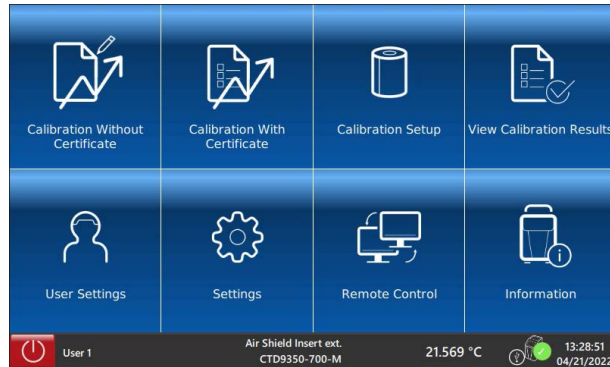 Calibration Without
Certificate
Calibration With
Certificate
Calibration Setup
View Calibration Results
User Settings
Settings
Remote Control
Information
User 1
Air Shield Insert ext.
CTD9350-700-M
21.569 °C
13:28:51
04/21/2022